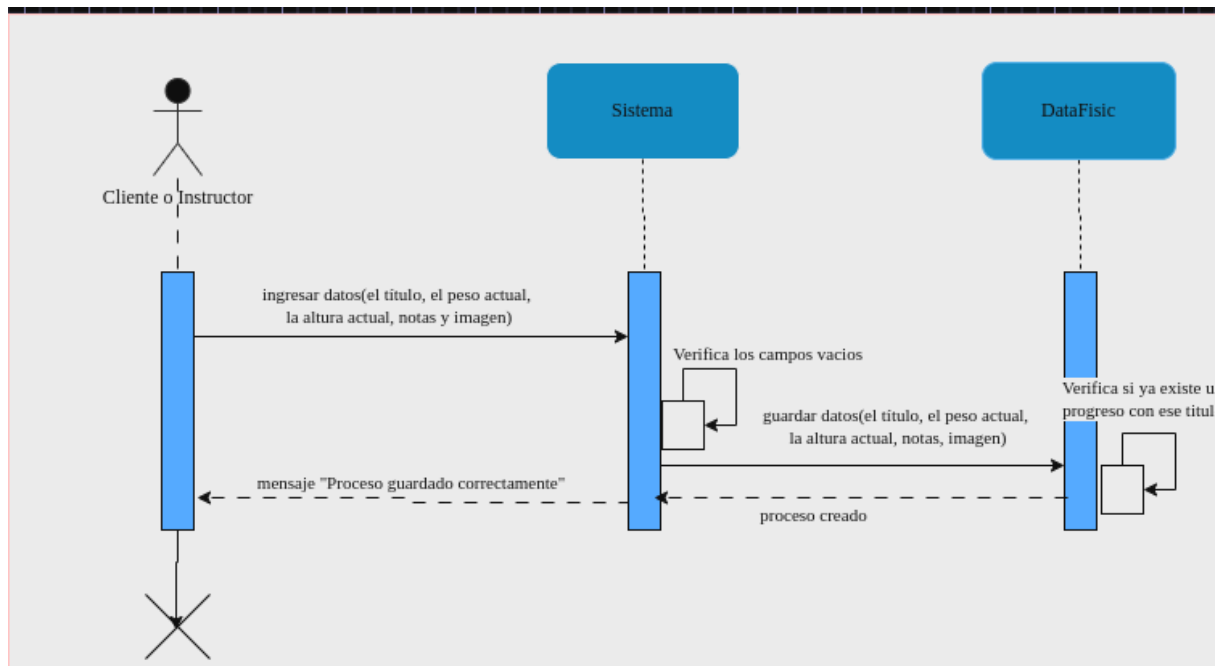 Sistema
DataFisic
Cliente o Instructor
ingresar datos(el título, el peso actual,
la altura actual, notas y imagen)
Verifica los campos vacios
Verifica si ya existe u
progreso con ese titul
guardar datos(el título, el peso actual,
la altura actual, notas, imagen)
mensaje "Proceso guardado correctamente"
proceso creado